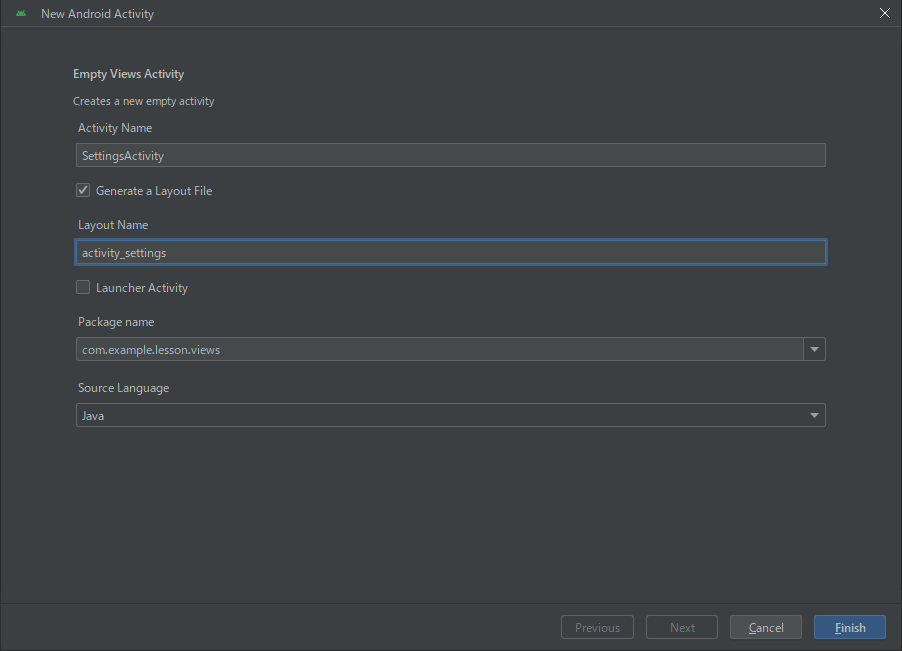 New Android Activity
Empty Views Activity
Creates a new empty activity
Activity Name
SettingsActivity
Generate a Layout File
Layout Name
activity_settings
Launcher Activity
Package name
com.example.lesson.views
Source Language
Java
Previous Next Cancel Finish